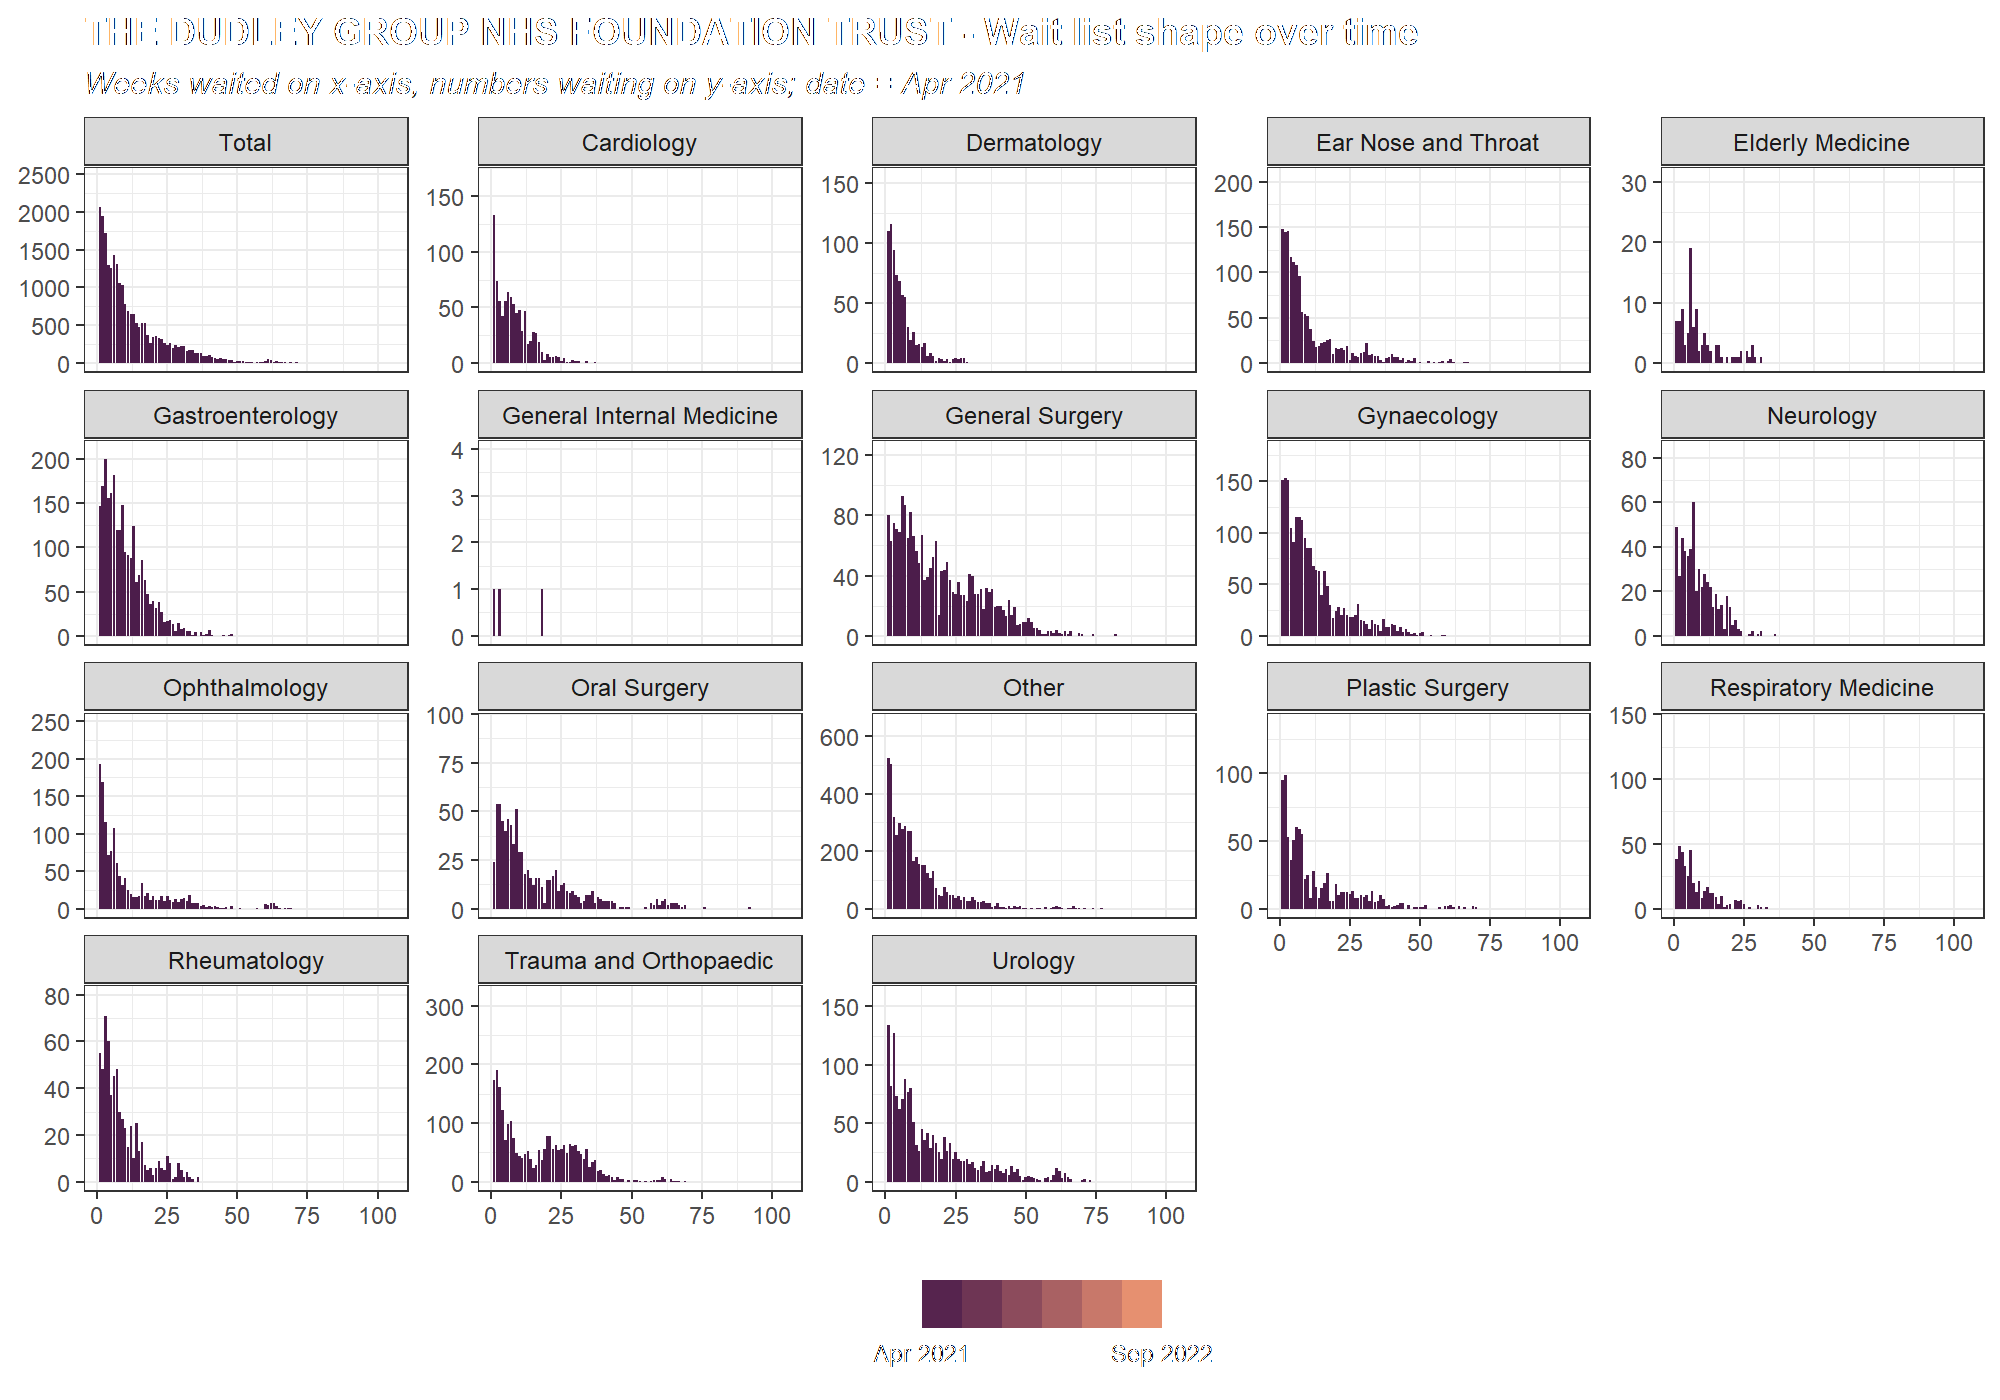 THE DUDLEY GROUP NHS FOUNDATION TRUST - Wait list shape over time
Weeks waited on x-axis, numbers waiting on y-axis; date = Apr 2021
Total Cardiology Dermatology Ear Nose and Throat Elderly Medicine
2500 150 150 200 30
2000 100 100 150 20
1500 50 50 100 10
1000 0 0 50 0
500 0
0
Gastroenterology General Internal Medicine General Surgery Gynaecology Neurology
200 4 120 150 80
150 3 80 100 60
100 2 40 50 40
50 1 0 0 20
0 0 0
Ophthalmology Oral Surgery Other Plastic Surgery Respiratory Medicine
250 100 600 100 150
200 75 400 50 100
150 50 200 0 50
100 25 0 0
50 0
0
0 25 50 75 100 0 25 50 75 100
Rheumatology Trauma and Orthopaedic Urology
80 300 150
60 200 100
40 100 50
20 0 0
0
0 25 50 75 100 0 25 50 75 100 0 25 50 75 100
Apr 2021 Sep 2022